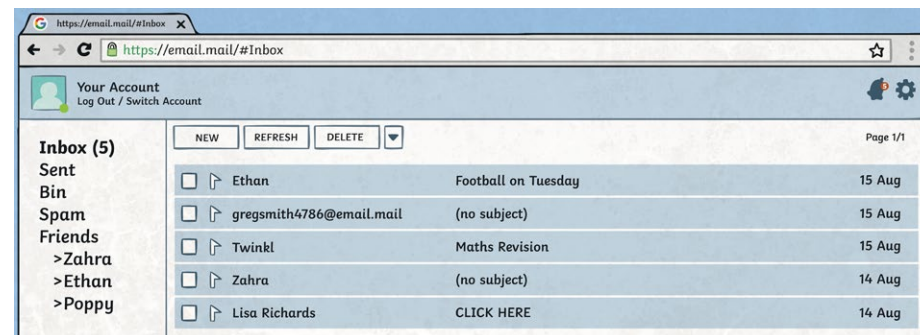 https://email.mail/#Inbox
https://email.mail/#Inbox
Your Account
Log Out / Switch Account
5
NEW REFRESH DELETE Page 1/1
Inbox (5)
Sent
Bin
Spam
Friends
>Zahra
>Ethan
>Poppy
Ethan Football on Tuesday 15 Aug
gregsmith4786@email.mail (no subject) 15 Aug
Twinkl Maths Revision 15 Aug
Zahra (no subject) 14 Aug
Lisa Richards CLICK HERE 14 Aug